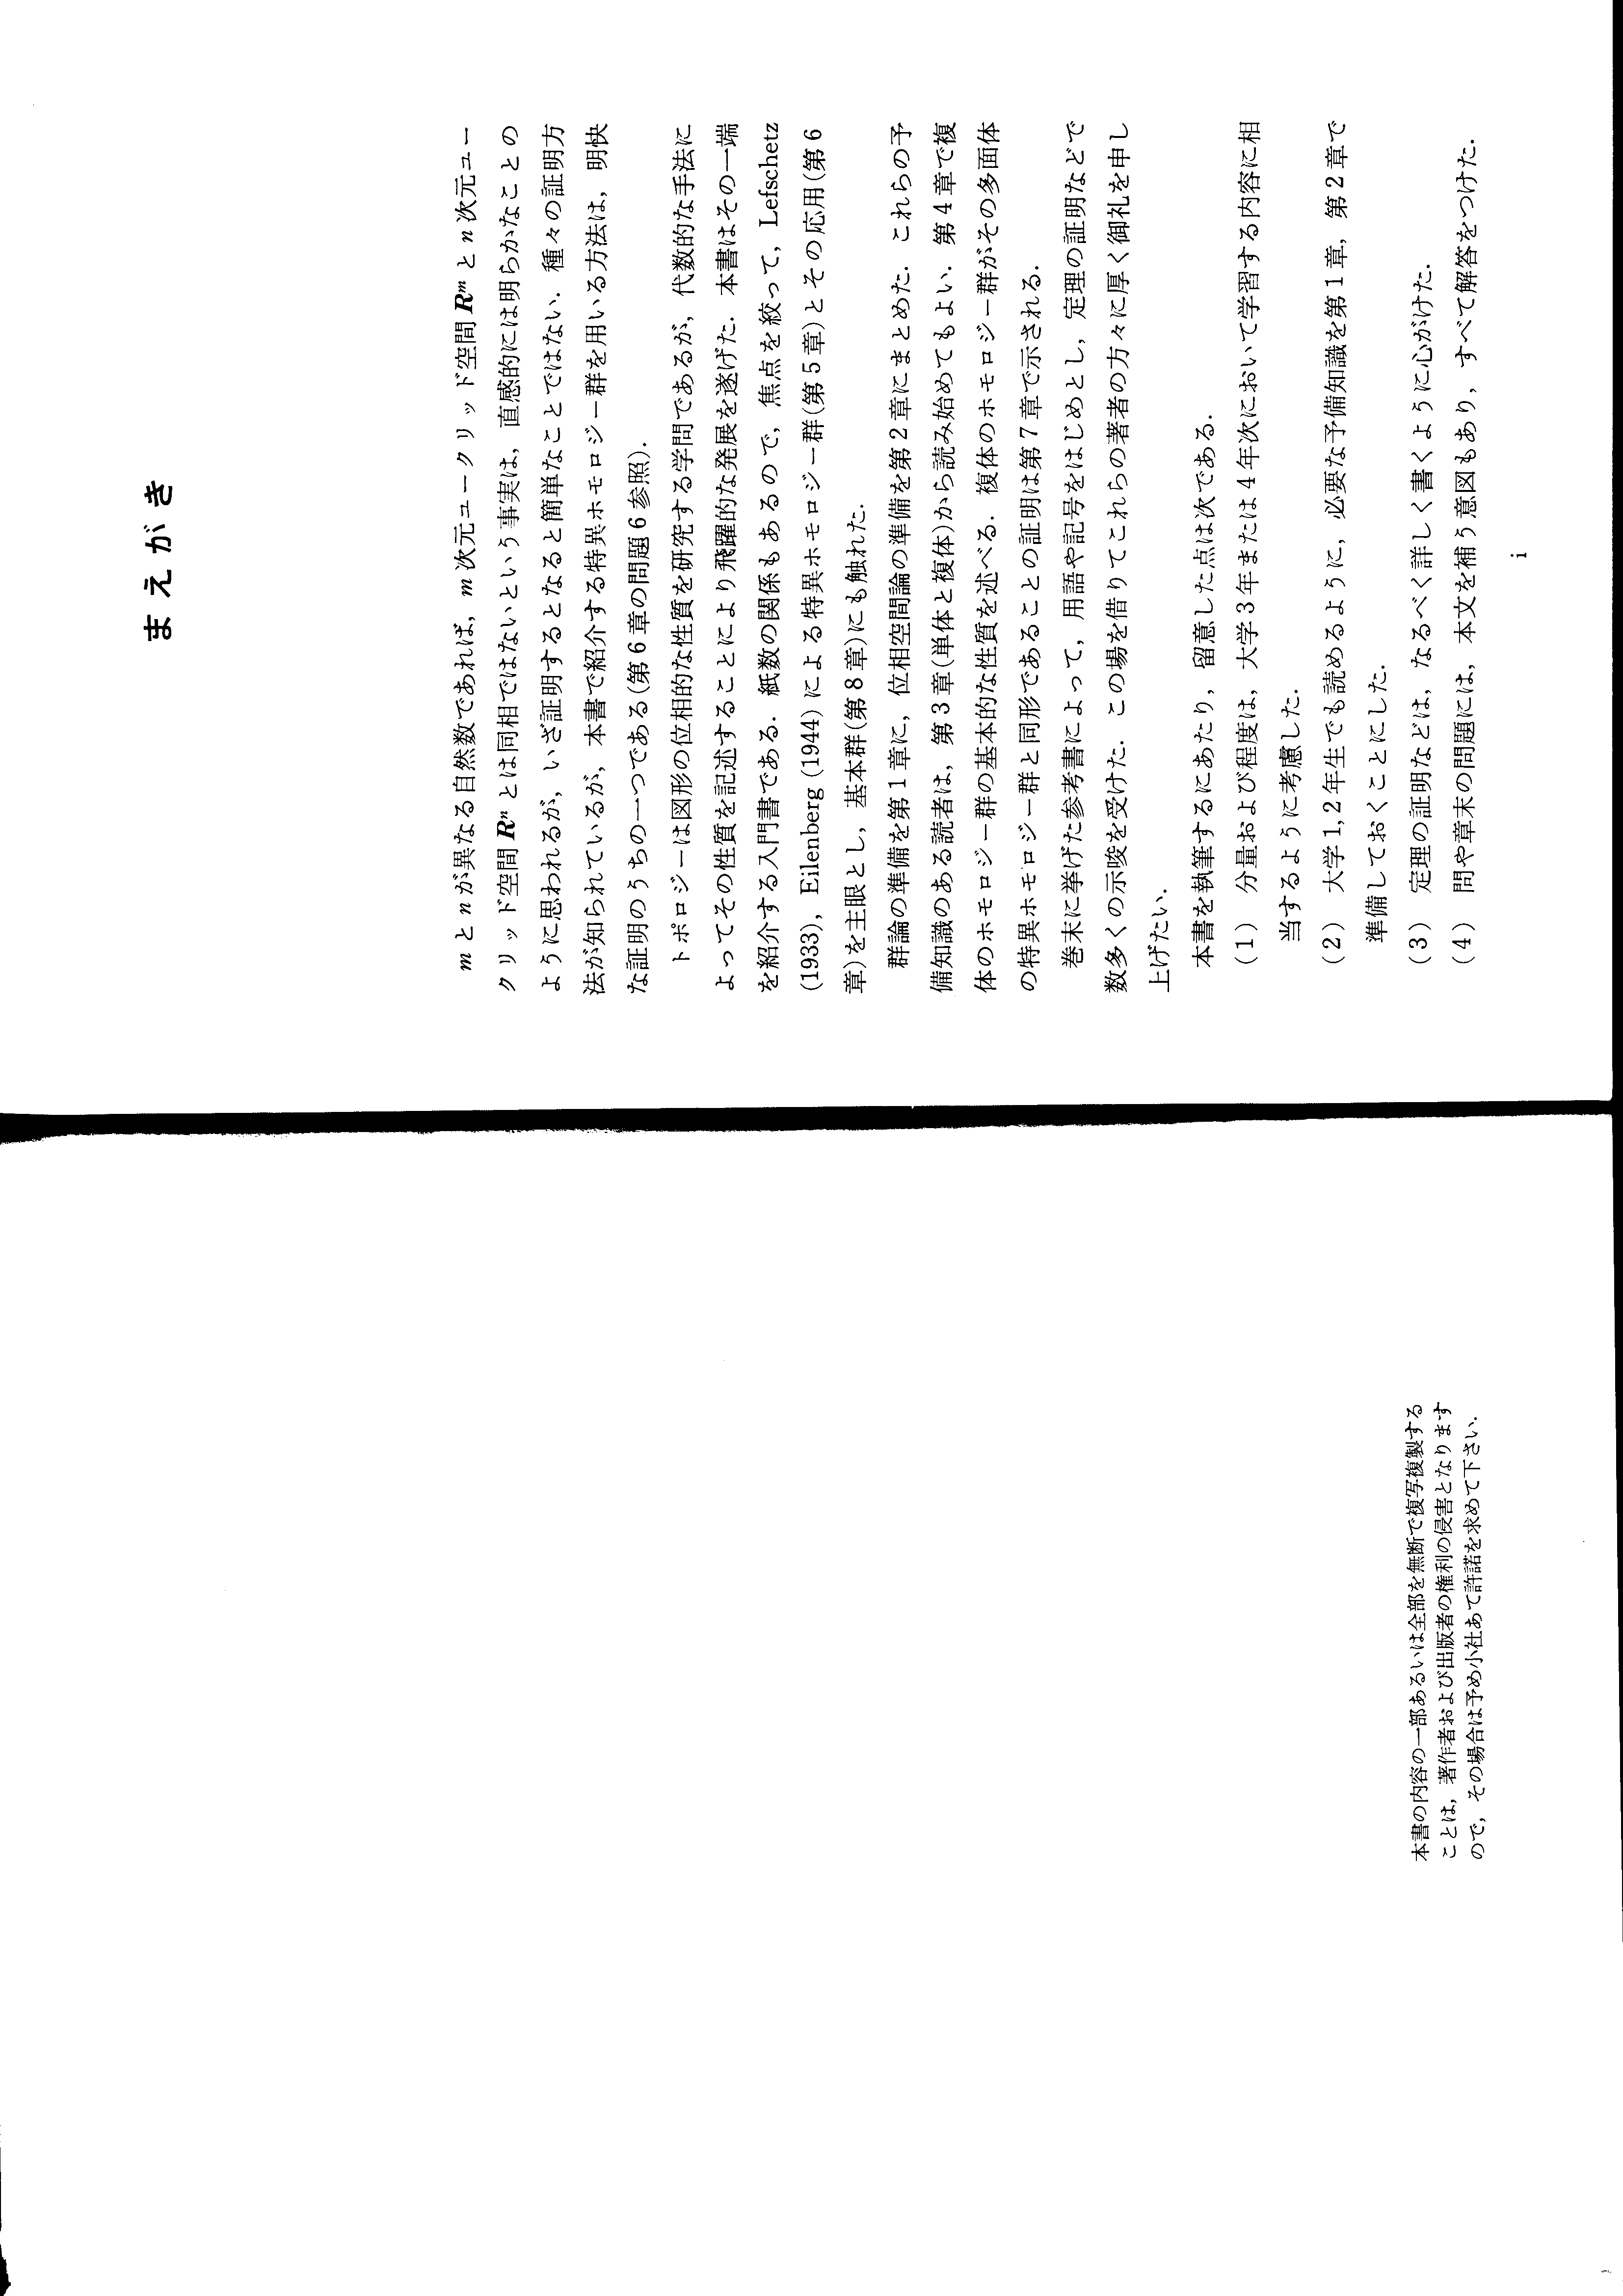 本書の内容の一部あるいは全部を無断で複写複製する
ことは，著作者および出版者の権利の侵害となります
ので，その場合は予め小社あて許諾を求めて下さい．
まえがき
m と n が異なる自然数であれば，m 次元ユークリッド空間 Rᵐ と n 次元ユー
クリッド空間 Rⁿ とは同相ではないという事実は，直感的には明らかなことの
ように思われるが，いざ証明するとなると簡単なことではない．種々の証明方
法が知られているが，本書で紹介する特異ホモロジー群を用いる方法は，明快
な証明のうちの一つである(第6章の問題6参照)．
トポロジーは図形の位相的な性質を研究する学問であるが，代数的な手法に
よってその性質を記述することにより飛躍的な発展を遂げた．本書はその一端
を紹介する入門書である．紙数の関係もあるので，焦点を絞って，Lefschetz
(1933)，Eilenberg (1944) による特異ホモロジー群(第5章)とその応用(第6
章)を主眼とし，基本群(第8章)にも触れた．
群論の準備を第1章に，位相空間論の準備を第2章にまとめた．これらの予
備知識のある読者は，第3章(単体と複体)から読み始めてもよい．第4章で複
体のホモロジー群の基本的な性質を述べる．複体のホモロジー群がその多面体
の特異ホモロジー群と同形であることの証明は第7章で示される．
巻末に挙げた参考書によって，用語や記号をはじめとし，定理の証明などで
数多くの示唆を受けた．この場を借りてこれらの著者の方々に厚く御礼を申し
上げたい．
本書を執筆するにあたり，留意した点は次である．
(1) 分量および程度は，大学3年または4年次において学習する内容に相
当するように考慮した．
(2) 大学1,2年生でも読めるように，必要な予備知識を第1章，第2章で
準備しておくことにした．
(3) 定理の証明などは，なるべく詳しく書くように心がけた．
(4) 問や章末の問題には，本文を補う意図もあり，すべて解答をつけた．
i